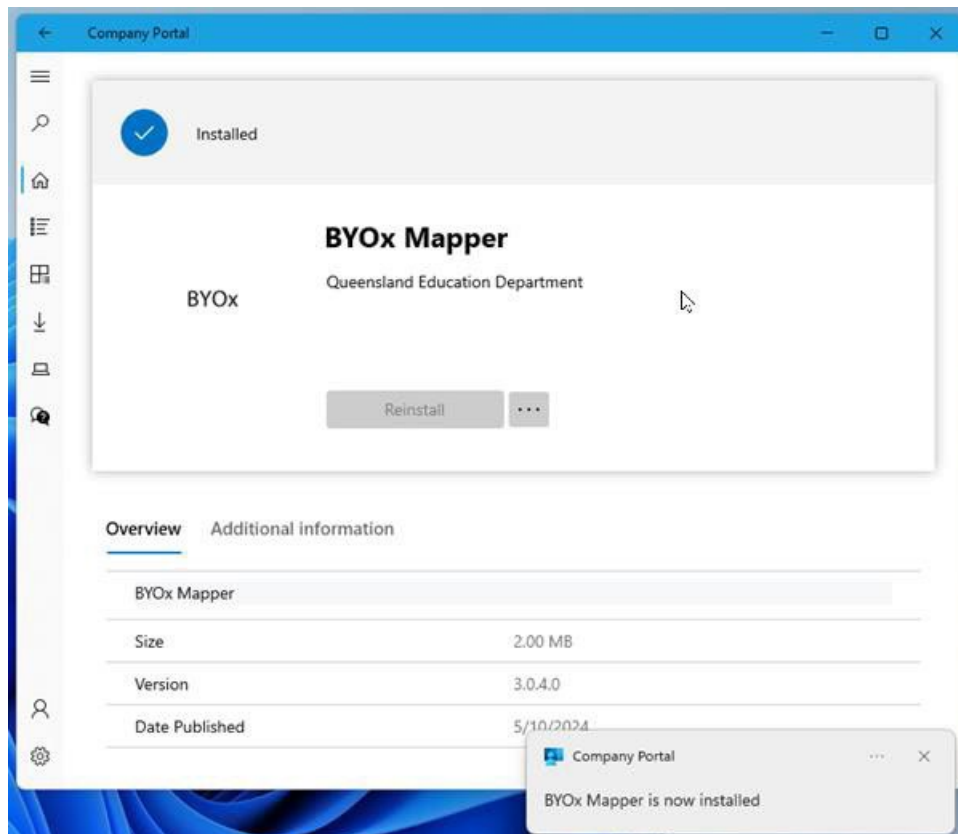 Company Portal
Installed
BYOx
BYOx Mapper
Queensland Education Department
Reinstall
Overview Additional information
BYOx Mapper
Size 2.00 MB
Version 3.0.4.0
Date Published 5/10/2024
Company Portal
BYOx Mapper is now installed